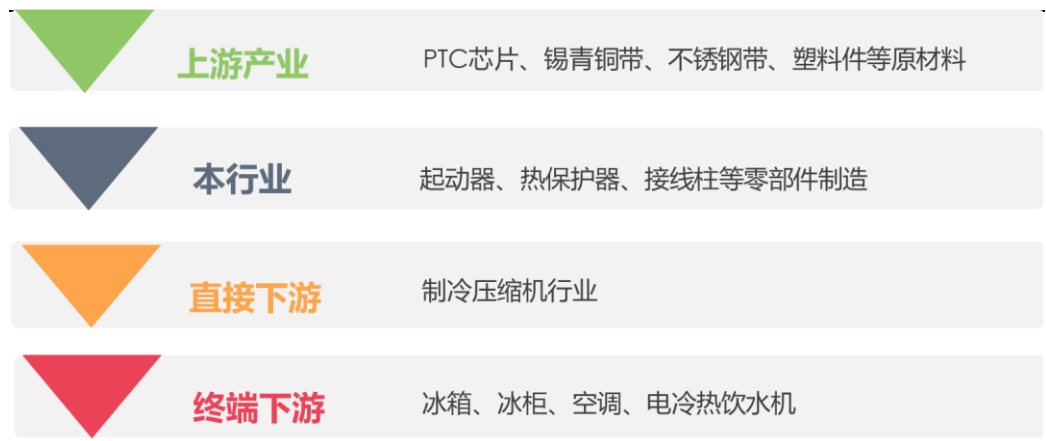 上游产业 PTC芯片、锡青铜带、不锈钢带、塑料件等原材料
本行业 起动器、热保护器、接线柱等零部件制造
直接下游 制冷压缩机行业
终端下游 冰箱、冰柜、空调、电冷热饮水机